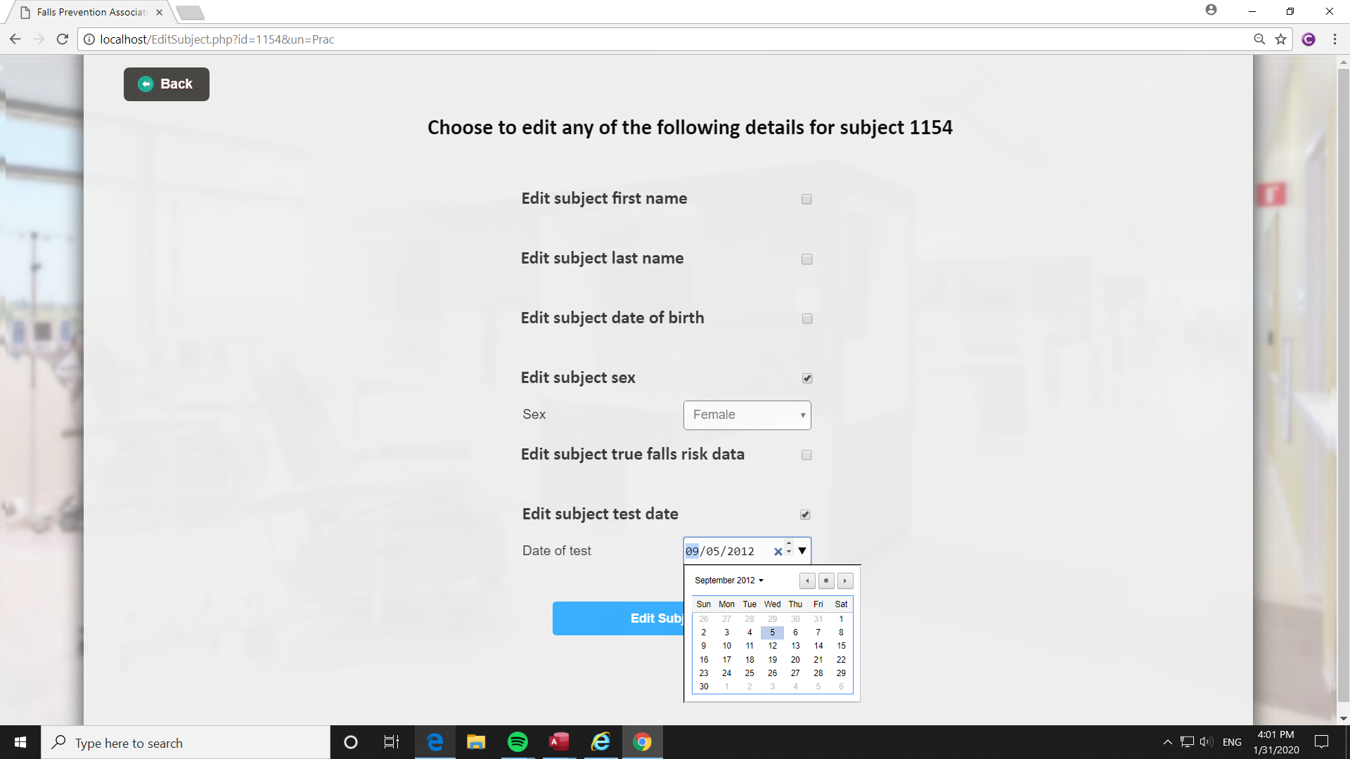 Falls Prevention Associat
localhost/EditSubject.php?id=1154&un=Prac
Back
Choose to edit any of the following details for subject 1154
Edit subject first name
Edit subject last name
Edit subject date of birth
Edit subject sex
Sex Female
Edit subject true falls risk data
Edit subject test date
Date of test 09/05/2012
September 2012
Sun Mon Tue Wed Thu Fri Sat
26 27 28 29 30 31 1
2 3 4 5 6 7 8
9 10 11 12 13 14 15
16 17 18 19 20 21 22
23 24 25 26 27 28 29
30 1 2 3 4 5 6
Edit Subj
Type here to search
ENG
4:01 PM
1/31/2020